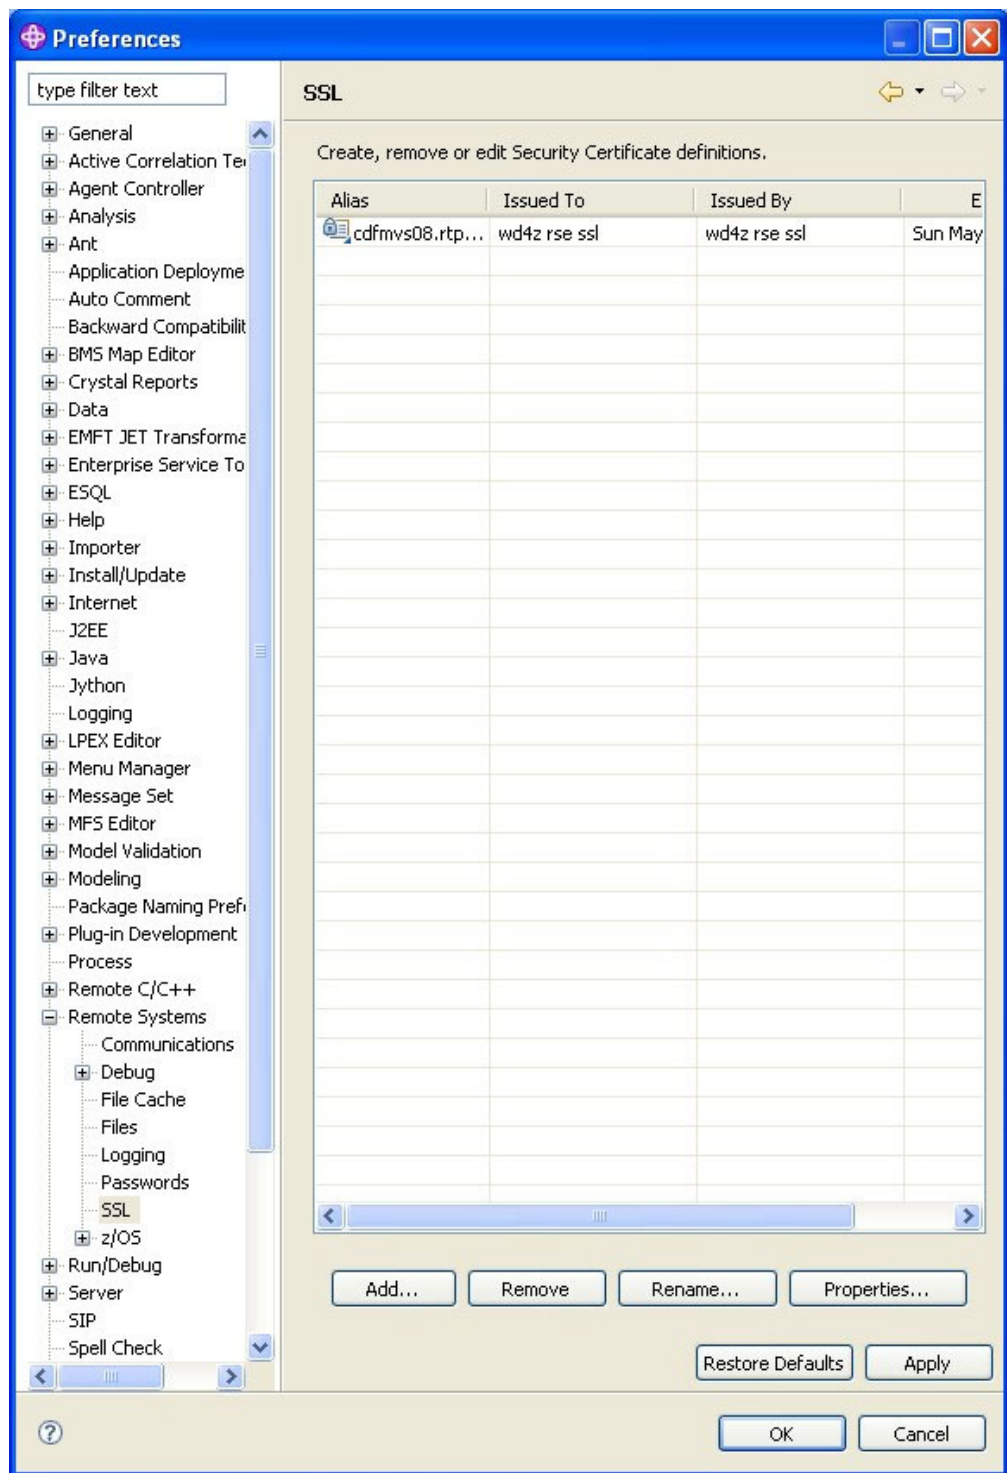 Preferences
type filter text
General
Active Correlation Te
Agent Controller
Analysis
Ant
Application Deployme
Auto Comment
Backward Compatibilit
BMS Map Editor
Crystal Reports
Data
EMFT JET Transforma
Enterprise Service To
ESQL
Help
Importer
Install/Update
Internet
J2EE
Java
Jython
Logging
LPEX Editor
Menu Manager
Message Set
MFS Editor
Model Validation
Modeling
Package Naming Pref
Plug-in Development
Process
Remote C/C++
Remote Systems
Communications
Debug
File Cache
Files
Logging
Passwords
SSL
z/OS
Run/Debug
Server
SIP
Spell Check
SSL
Create, remove or edit Security Certificate definitions.
Alias Issued To Issued By E
cdfmvs08.rtp... wd4z rse ssl wd4z rse ssl Sun May
Add... Remove Rename... Properties...
Restore Defaults Apply
? OK Cancel